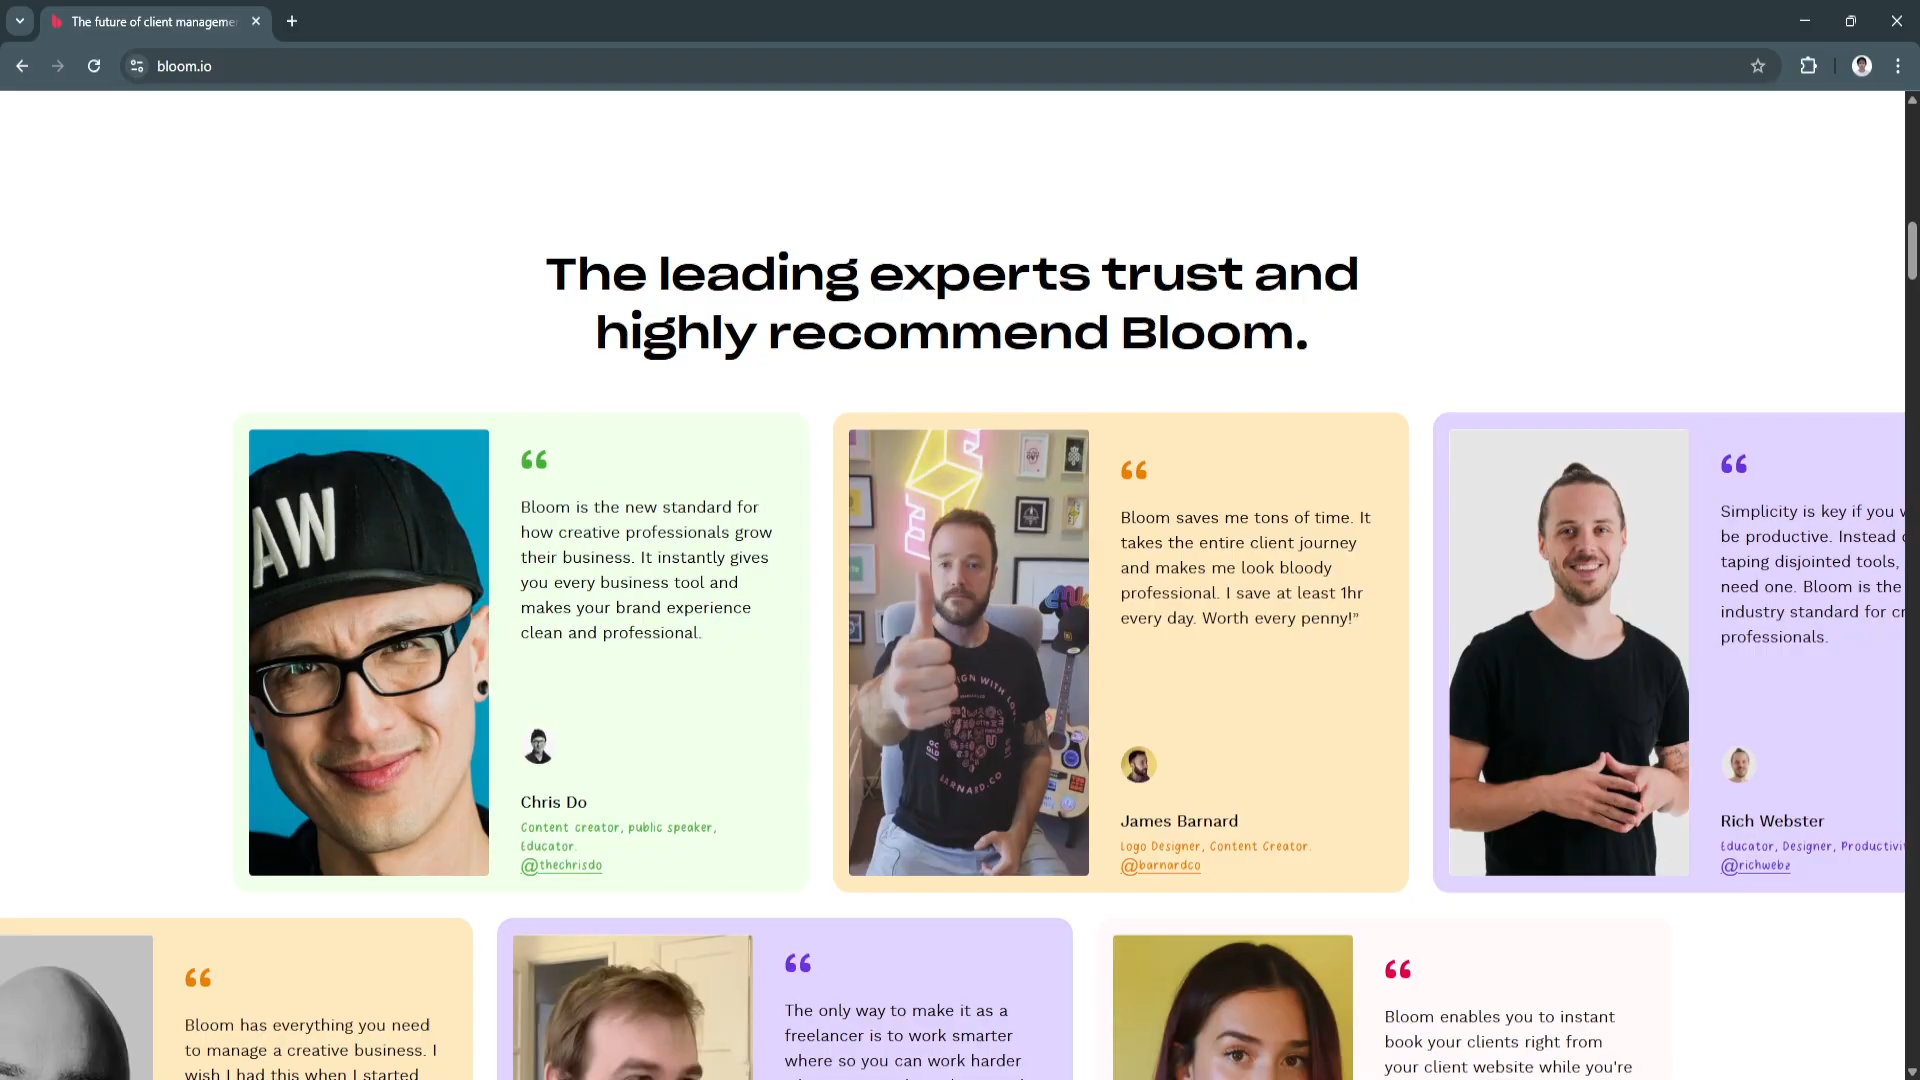 The future of client manageme
bloom.io
The leading experts trust and
highly recommend Bloom.
AW
Bloom is the new standard for
how creative professionals grow
their business. It instantly gives
you every business tool and
makes your brand experience
clean and professional.
Chris Do
Content creator, public speaker,
Educator.
@thechrisdo
BARNARD.CO
Bloom saves me tons of time. It
takes the entire client journey
and makes me look bloody
professional. I save at least 1hr
every day. Worth every penny!”
James Barnard
Logo Designer, Content Creator.
@barnardco
Simplicity is key if you
be productive. Instead
taping disjointed tools,
need one. Bloom is the
industry standard for cr
professionals.
Rich Webster
Educator, Designer, Productivi
@richwebz
Bloom has everything you need
to manage a creative business. I
wish I had this when I started
The only way to make it as a
freelancer is to work smarter
where so you can work harder
Bloom enables you to instant
book your clients right from
your client website while you're